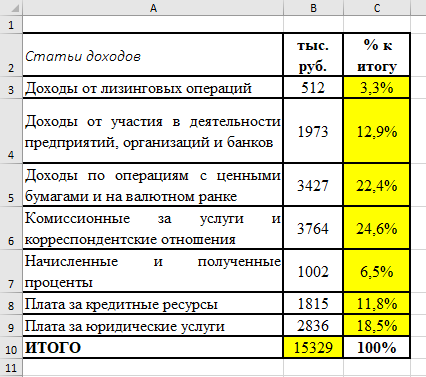 A B C
1
2 Статьи доходов тыс. руб. % к итогу
3 Доходы от лизинговых операций 512 3,3%
4 Доходы от участия в деятельности
предприятий, организаций и банков 1973 12,9%
5 Доходы по операциям с ценными
бумагами и на валютном ранке 3427 22,4%
6 Комиссионные за услуги и
корреспондентские отношения 3764 24,6%
7 Начисленные и полученные
проценты 1002 6,5%
8 Плата за кредитные ресурсы 1815 11,8%
9 Плата за юридические услуги 2836 18,5%
10 ИТОГО 15329 100%
11